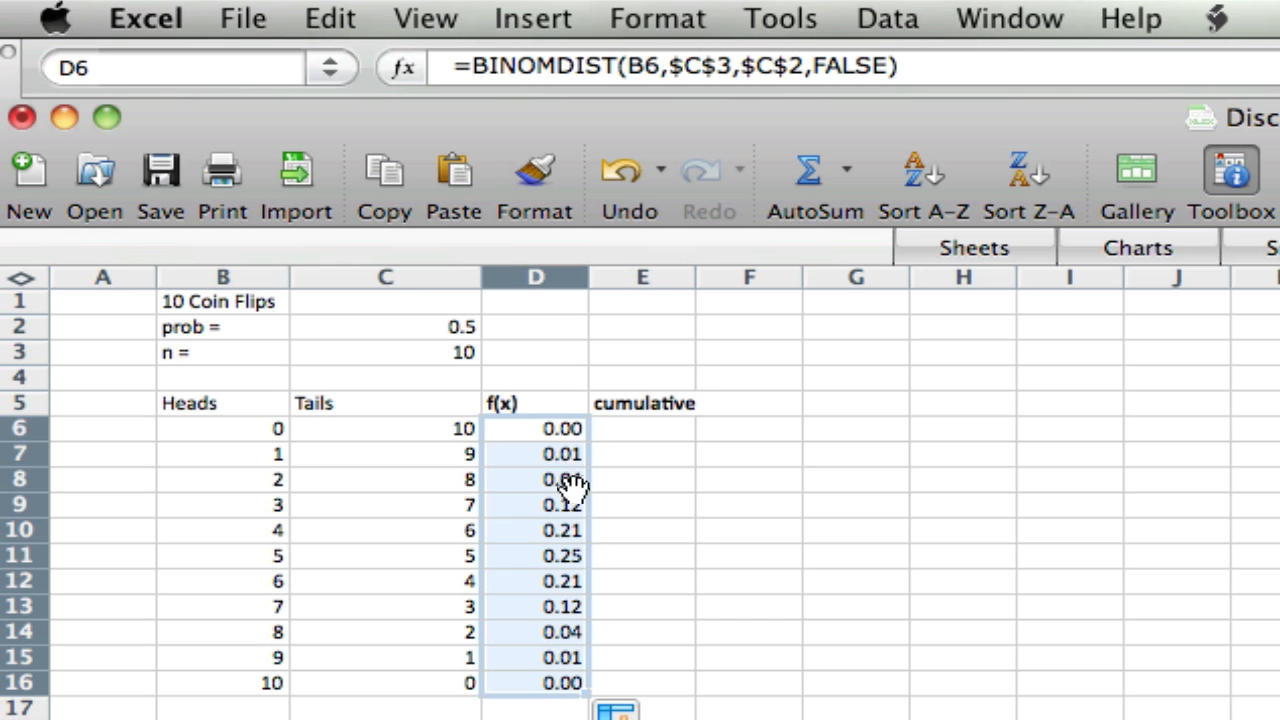 Excel File Edit View Insert Format Tools Data Window Help
D6 fx =BINOMDIST(B6,$C$3,$C$2,FALSE)
Disc
New Open Save Print Import Copy Paste Format Undo Redo AutoSum Sort A-Z Sort Z-A Gallery Toolbox
Sheets Charts S
A B C D E F G H I J
1 10 Coin Flips
2 prob = 0.5
3 n = 10
4
5 Heads Tails f(x) cumulative
6 0 10 0.00
7 1 9 0.01
8 2 8
9 3 7 0.12
10 4 6 0.21
11 5 5 0.25
12 6 4 0.21
13 7 3 0.12
14 8 2 0.04
15 9 1 0.01
16 10 0 0.00
17